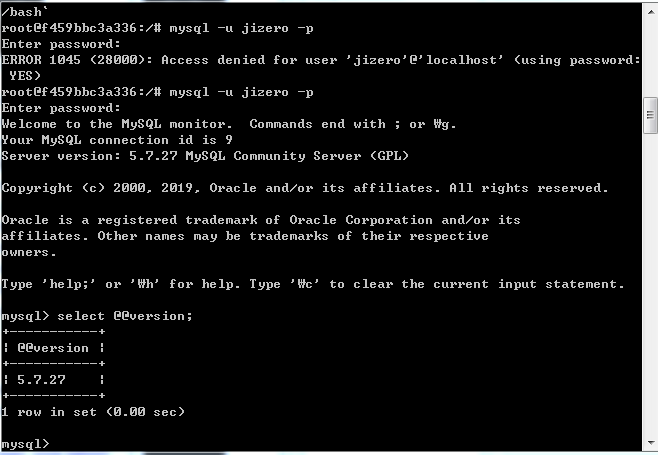 /bash`
root@f459bbc3a336:/# mysql -u jizero -p
Enter password:
ERROR 1045 (28000): Access denied for user 'jizero'@'localhost' (using password:
 YES)
root@f459bbc3a336:/# mysql -u jizero -p
Enter password:
Welcome to the MySQL monitor.  Commands end with ; or ₩g.
Your MySQL connection id is 9
Server version: 5.7.27 MySQL Community Server (GPL)
Copyright (c) 2000, 2019, Oracle and/or its affiliates. All rights reserved.
Oracle is a registered trademark of Oracle Corporation and/or its
affiliates. Other names may be trademarks of their respective
owners.
Type 'help;' or '₩h' for help. Type '₩c' to clear the current input statement.
mysql> select @@version;
+-----------+
| @@version |
+-----------+
| 5.7.27    |
+-----------+
1 row in set (0.00 sec)
mysql>